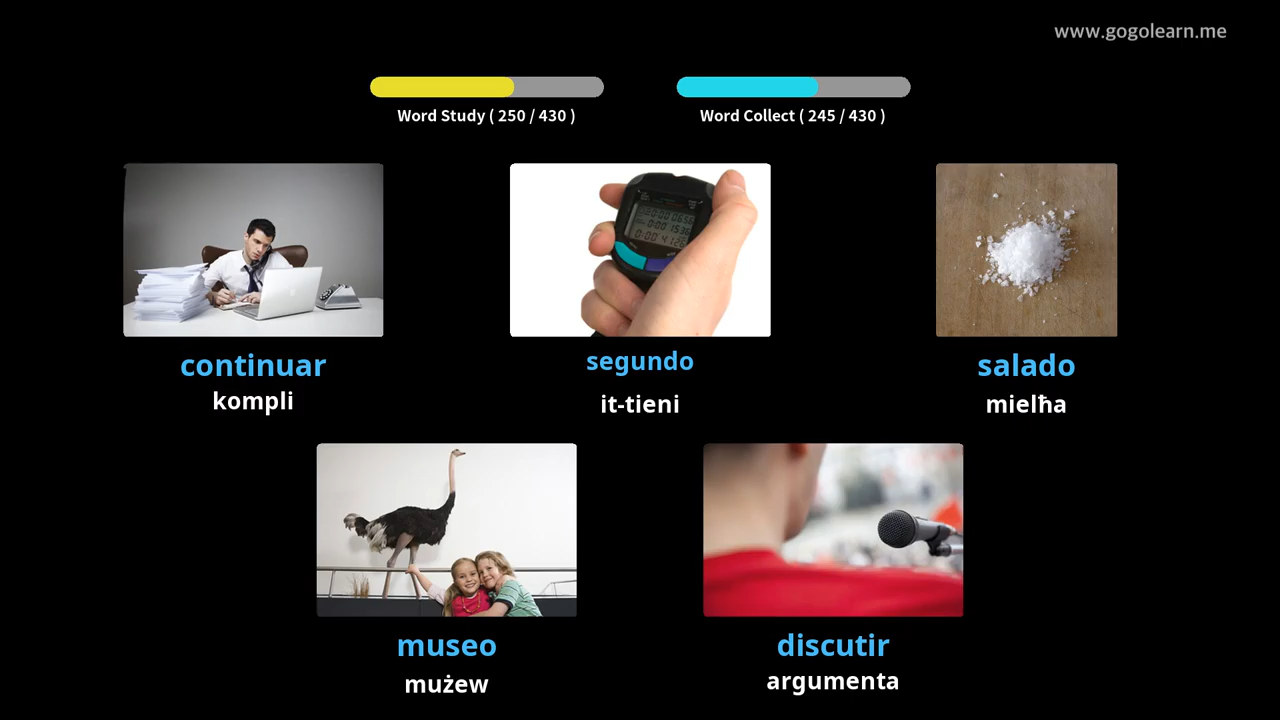 www.gogolearn.me
Word Study ( 250 / 430 )
Word Collect ( 245 / 430 )
continuar
kompli
segundo
it-tieni
salado
mielħa
museo
mużew
discutir
argumenta